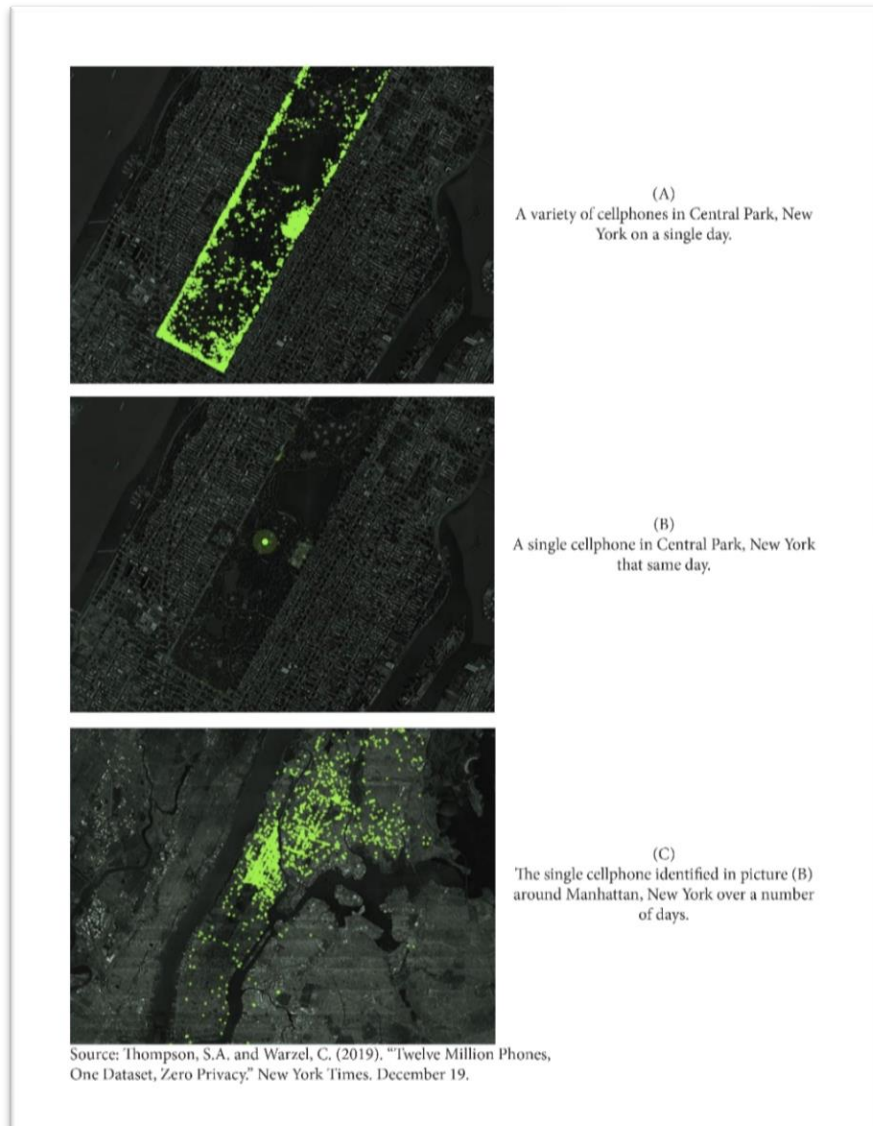 (A)
A variety of cellphones in Central Park, New
York on a single day.
(B)
A single cellphone in Central Park, New York
that same day.
(C)
The single cellphone identified in picture (B)
around Manhattan, New York over a number
of days.
Source: Thompson, S.A. and Warzel, C. (2019). “Twelve Million Phones,
One Dataset, Zero Privacy.” New York Times. December 19.